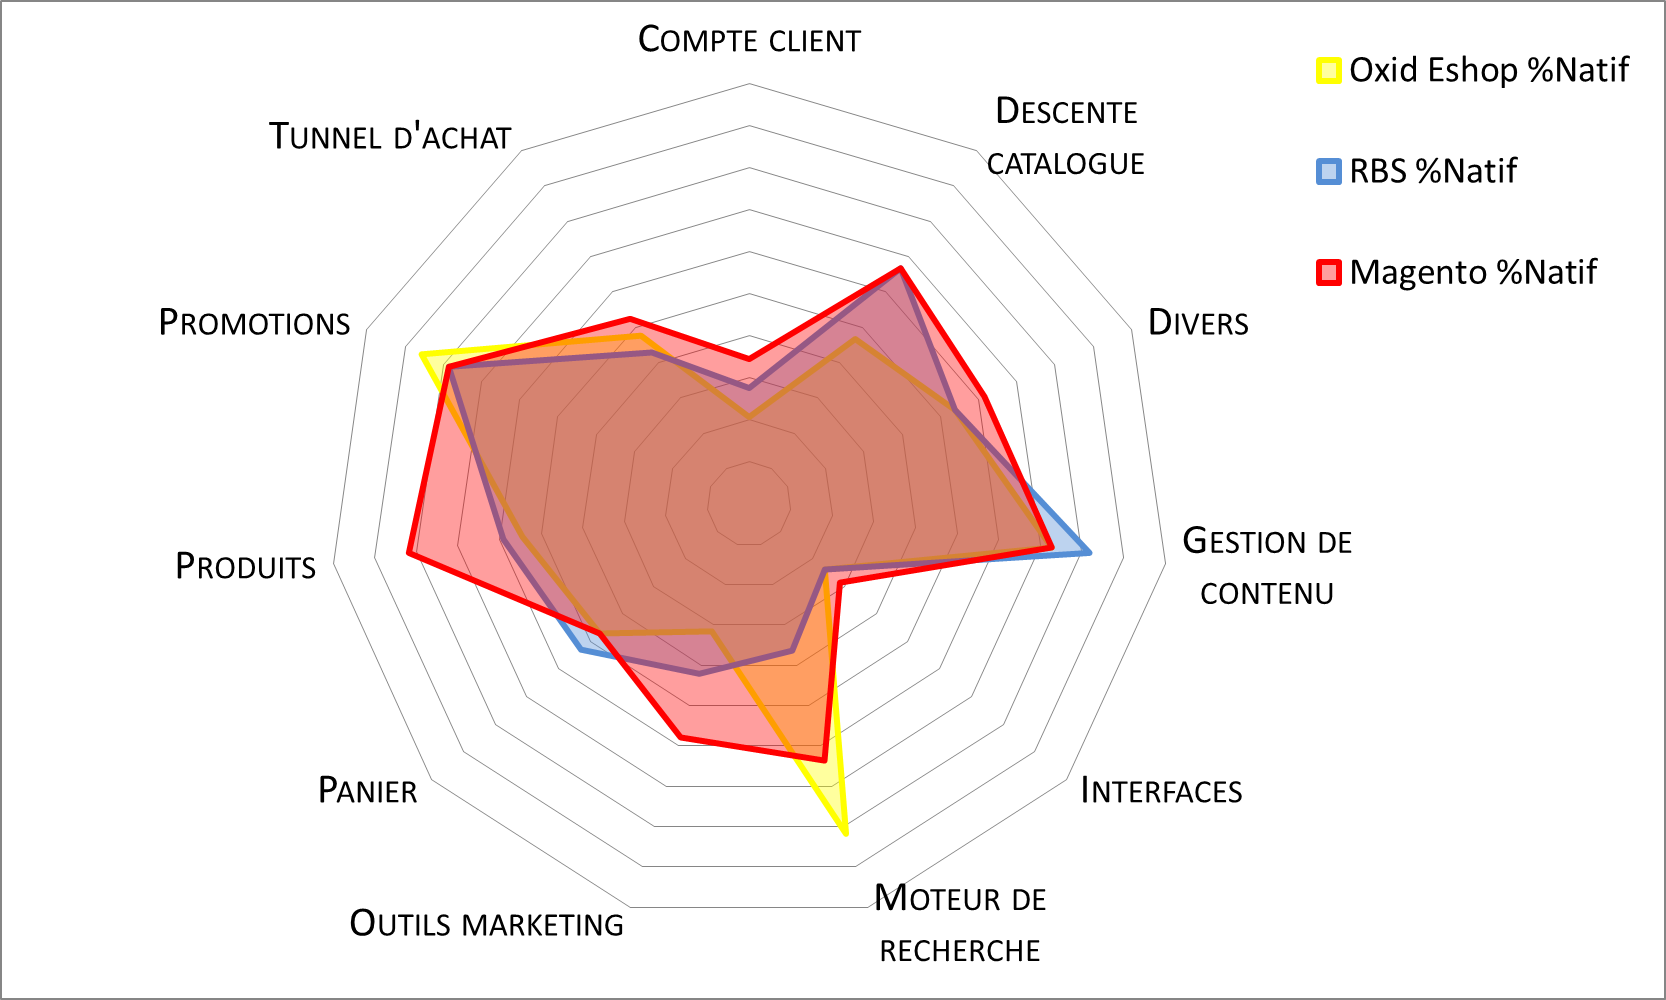 COMPTE CLIENT
DESCENTE
CATALOGUE
DIVERS
GESTION DE
CONTENU
INTERFACES
MOTEUR DE
RECHERCHE
OUTILS MARKETING
PANIER
PRODUITS
PROMOTIONS
TUNNEL D'ACHAT
Oxid Eshop %Natif
RBS %Natif
Magento %Natif